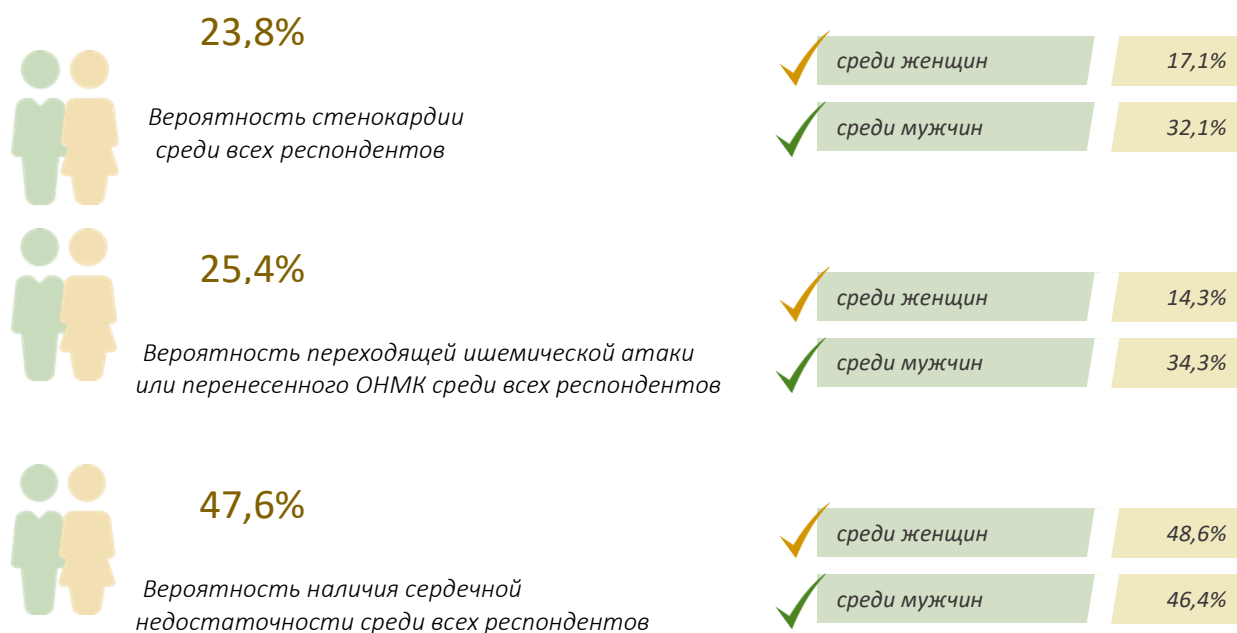 23,8%
Вероятность стенокардии
среди всех респондентов
среди женщин 17,1%
среди мужчин 32,1%
25,4%
Вероятность переходящей ишемической атаки
или перенесенного ОНМК среди всех респондентов
среди женщин 14,3%
среди мужчин 34,3%
47,6%
Вероятность наличия сердечной
недостаточности среди всех респондентов
среди женщин 48,6%
среди мужчин 46,4%